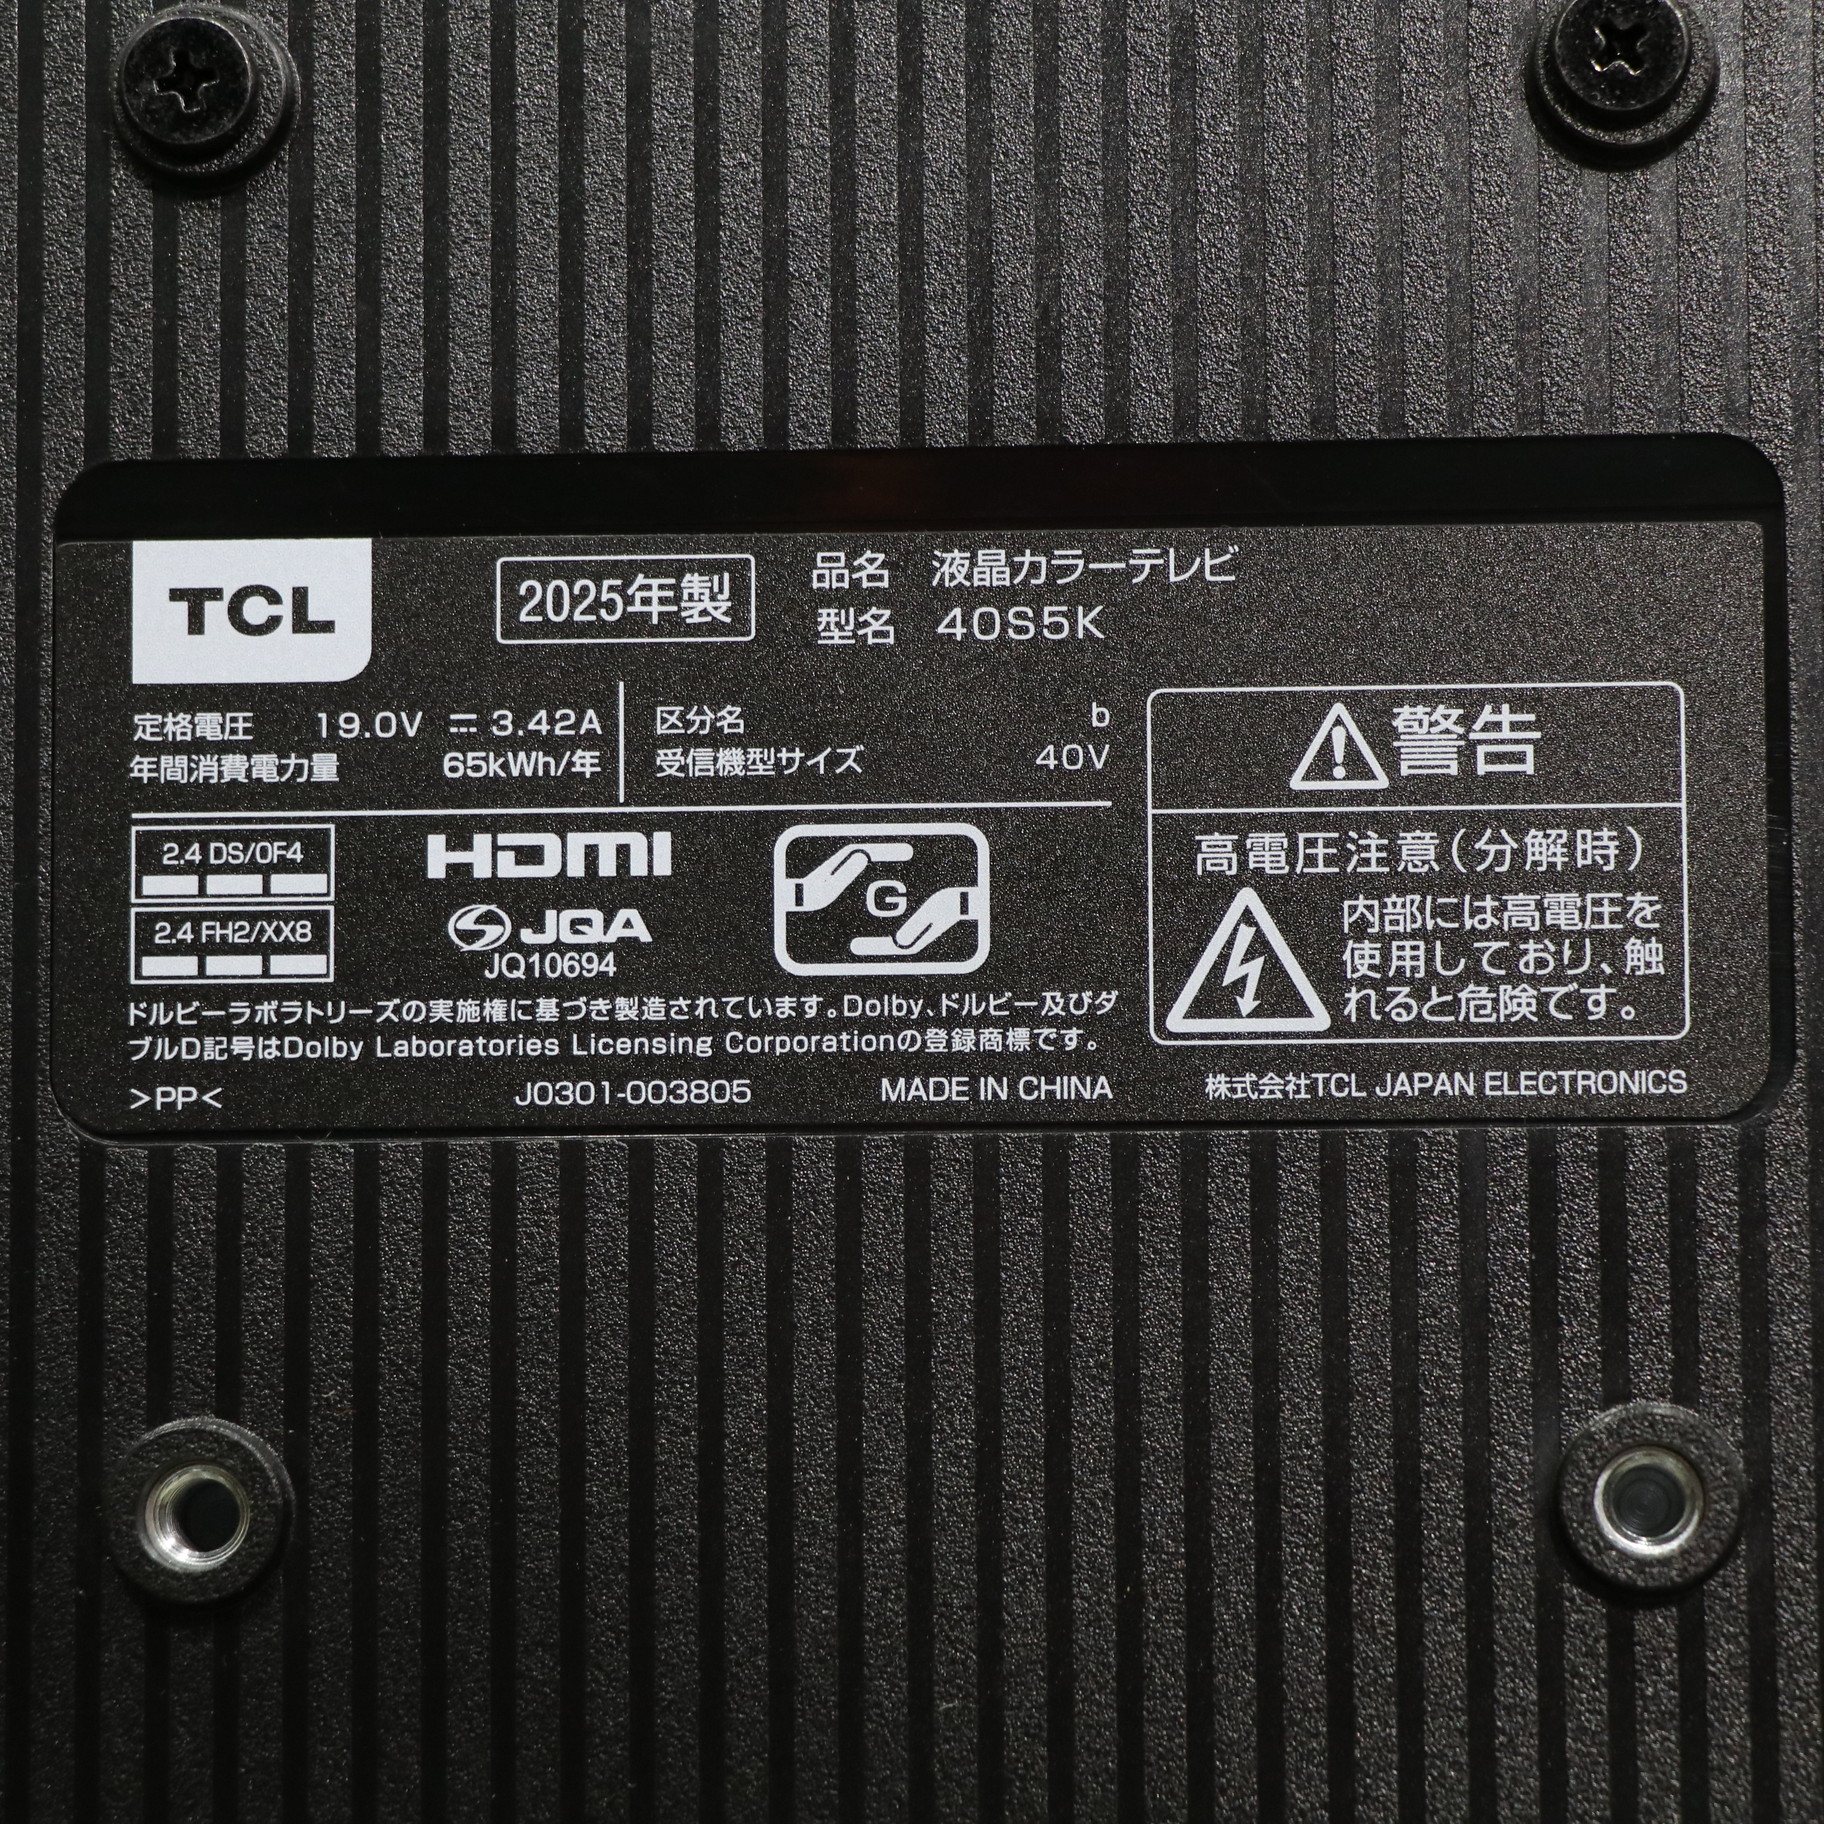 TCL
2025年製
品名 液晶カラーテレビ
型名 40S5K
定格電圧 19.0V ⎓ 3.42A
年間消費電力量 65kWh/年
区分名 b
受信機型サイズ 40V
2.4 DS/0F4
2.4 FH2/XX8
HDMI
JQA
JQ10694
G
ドルビーラボラトリーズの実施権に基づき製造されています。Dolby、ドルビー及びダ
ブルD記号はDolby Laboratories Licensing Corporationの登録商標です。
>PP< J0301-003805 MADE IN CHINA
警告
高電圧注意(分解時)
内部には高電圧を
使用しており、触
れると危険です。
株式会社TCL JAPAN ELECTRONICS